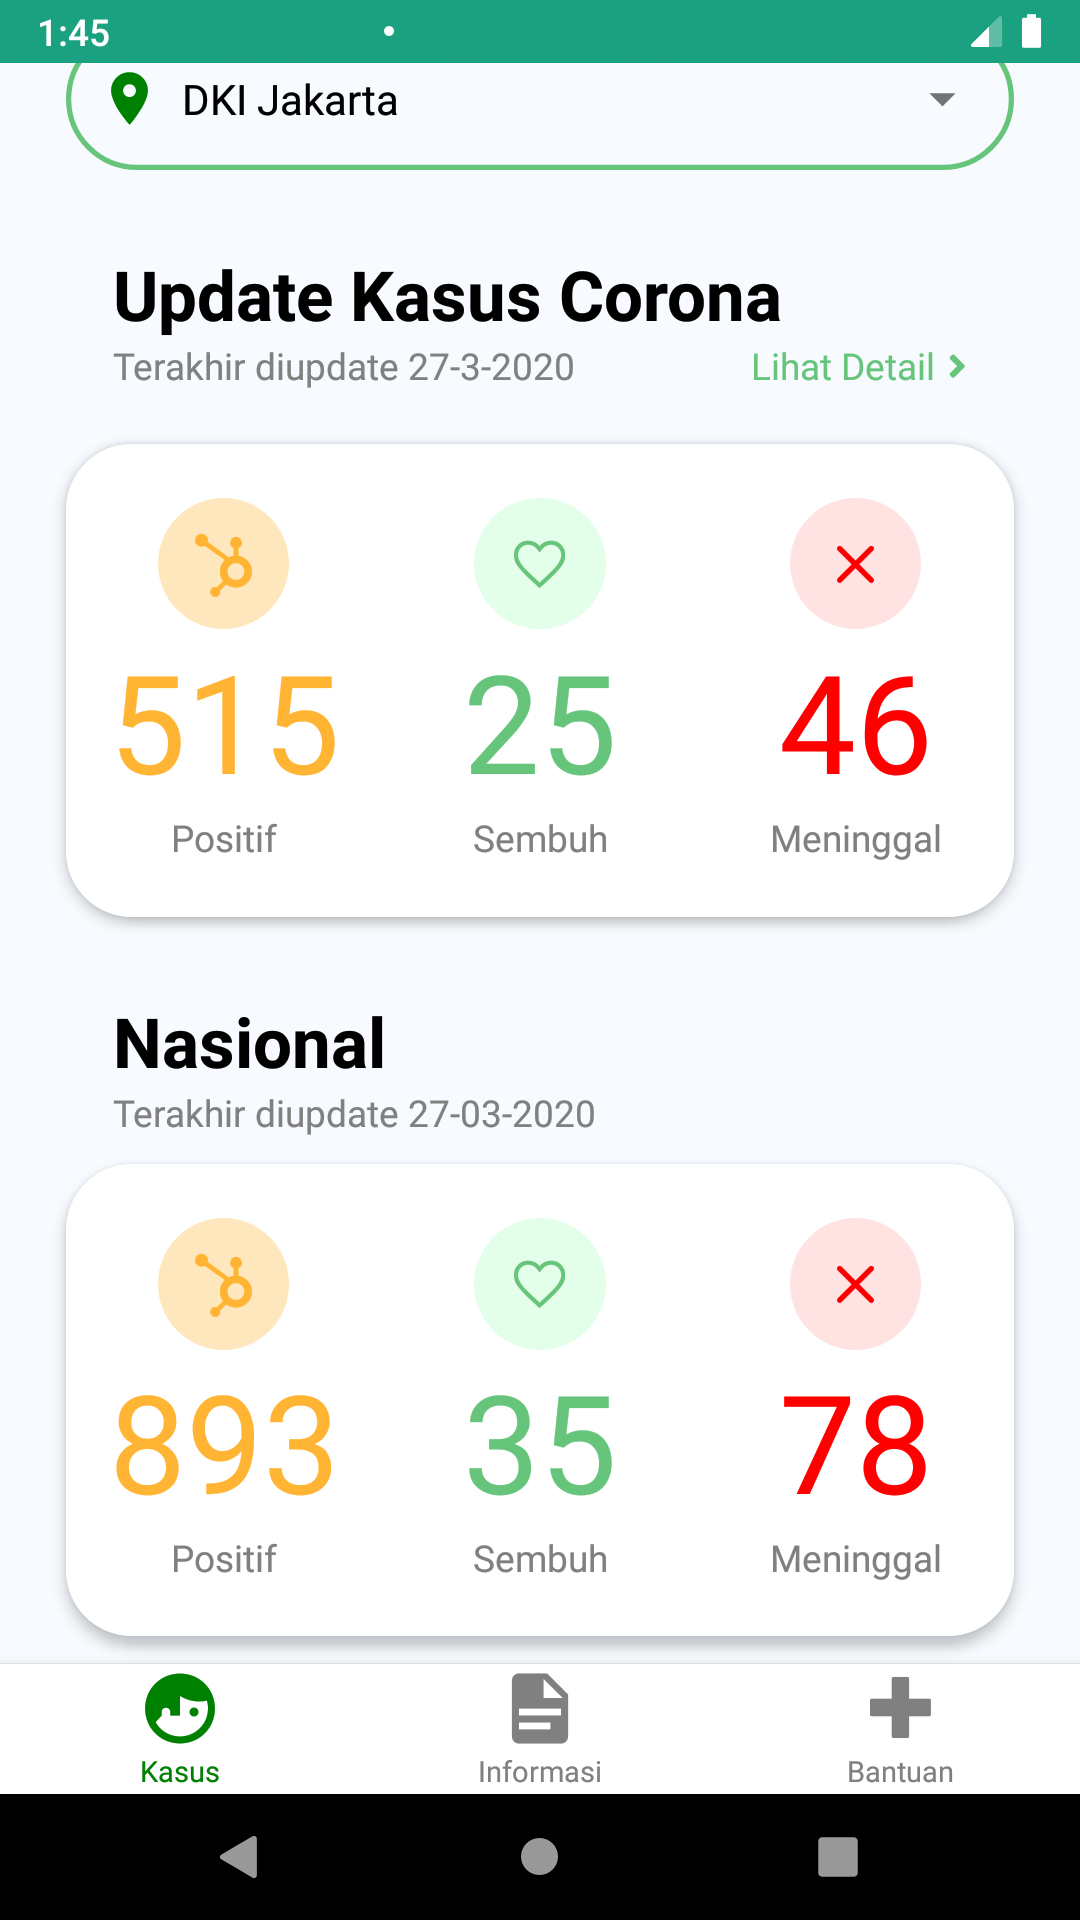 1:45
DKI Jakarta
Update Kasus Corona
Terakhir diupdate 27-3-2020
Lihat Detail
515
25
46
Positif
Sembuh
Meninggal
Nasional
Terakhir diupdate 27-03-2020
893
35
78
Positif
Sembuh
Meninggal
Kasus
Informasi
Bantuan